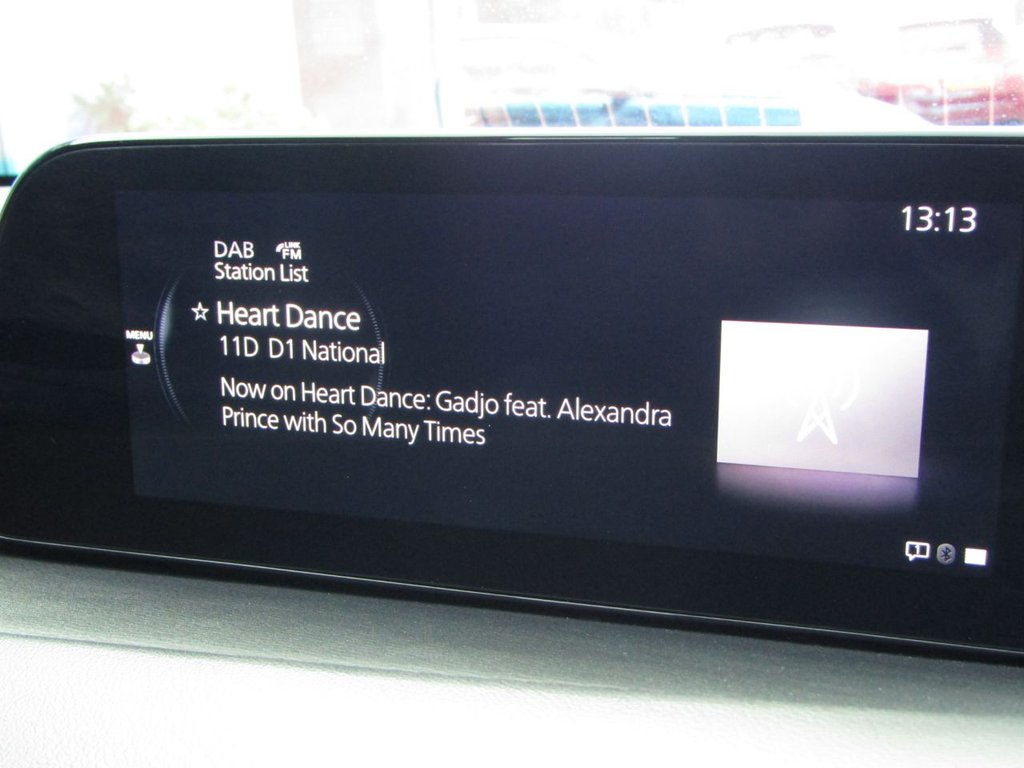 13:13
DAB LINK FM
Station List
☆ Heart Dance
MENU
11D D1 National
Now on Heart Dance: Gadjo feat. Alexandra
Prince with So Many Times
1